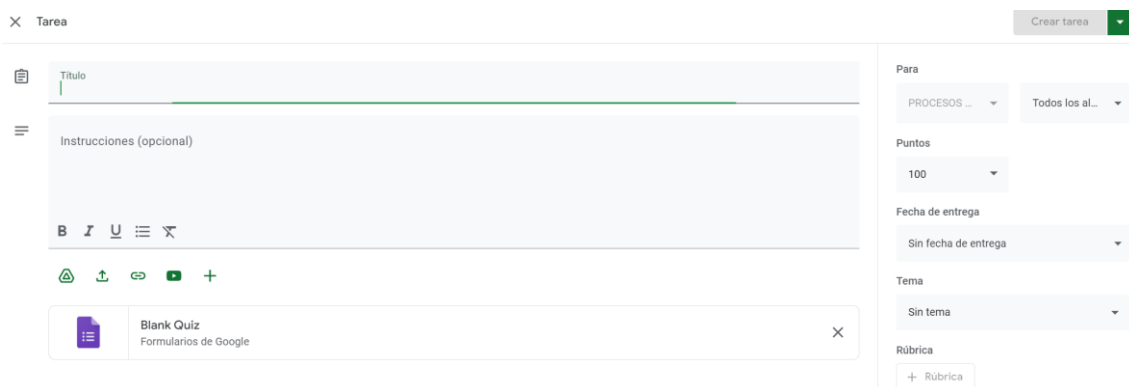 Tarea
Crear tarea
Título
Instrucciones (opcional)
B I U
Blank Quiz
Formularios de Google
Para
PROCESOS ...
Todos los al...
Puntos
100
Fecha de entrega
Sin fecha de entrega
Tema
Sin tema
Rúbrica
+ Rúbrica